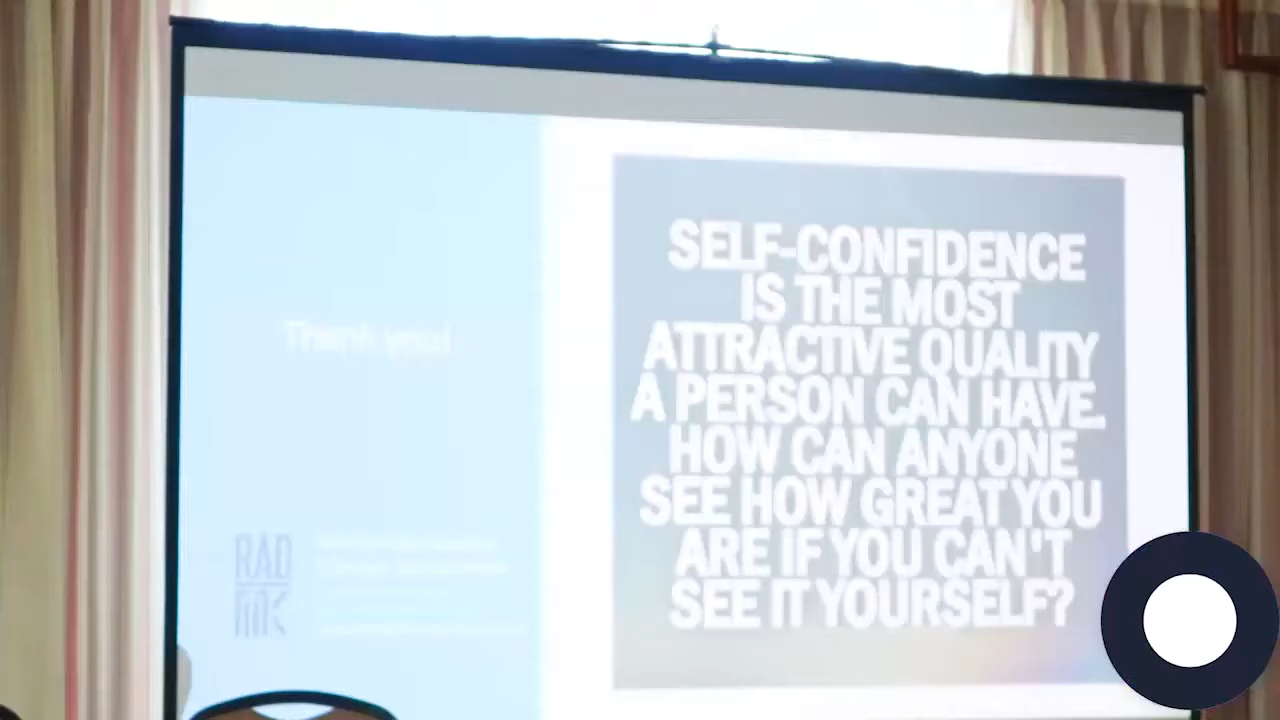 Thank you!
RAD
SELF-CONFIDENCE
IS THE MOST
ATTRACTIVE QUALITY
A PERSON CAN HAVE.
HOW CAN ANYONE
SEE HOW GREAT YOU
ARE IF YOU CAN'T
SEE IT YOURSELF?